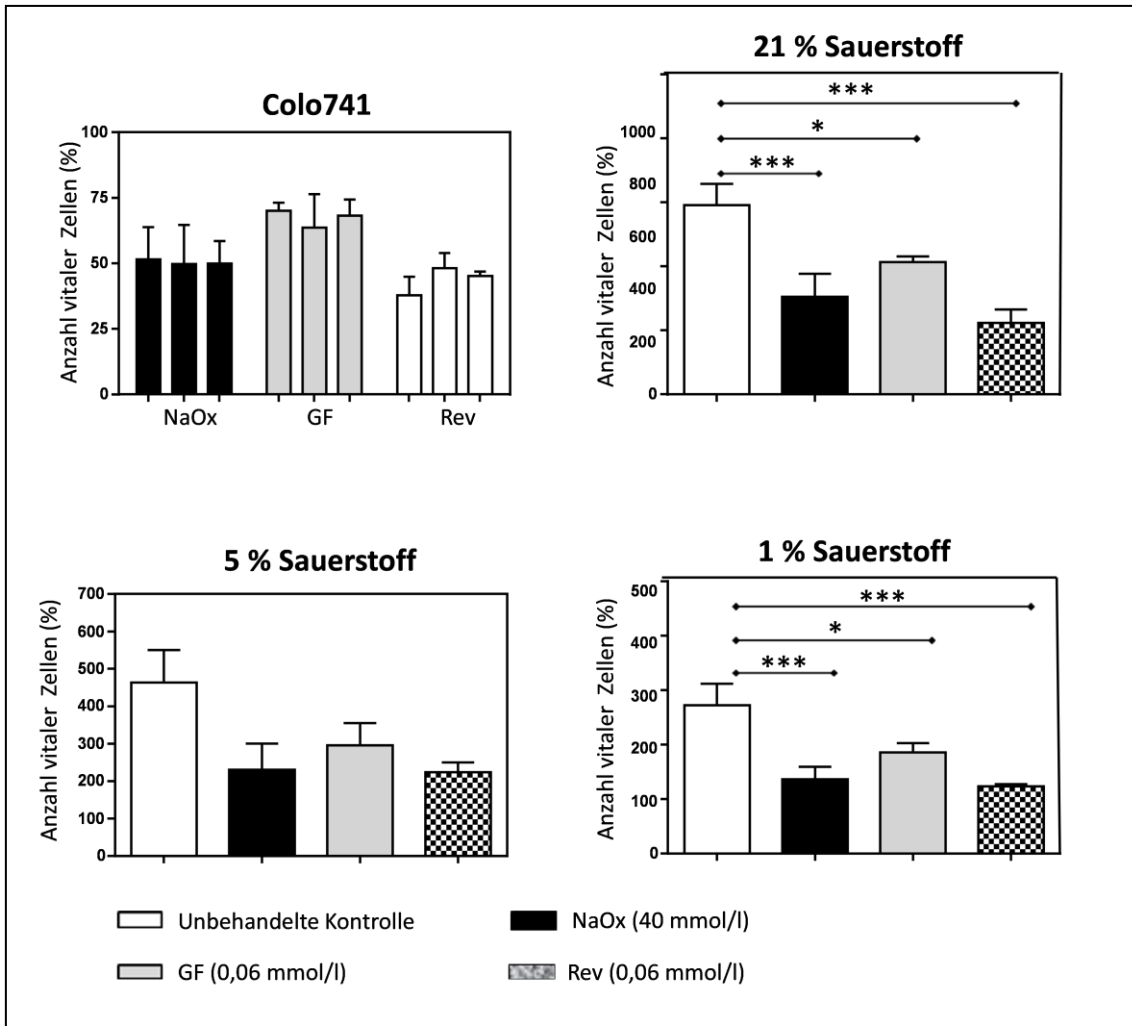 Colo741
Anzahl vitaler Zellen (%)
100
75
50
25
0
NaOx GF Rev
21 % Sauerstoff
Anzahl vitaler Zellen (%)
1000
800
600
400
200
0
***
*
***
5 % Sauerstoff
Anzahl vitaler Zellen (%)
700
600
500
400
300
200
100
0
1 % Sauerstoff
Anzahl vitaler Zellen (%)
500
400
300
200
100
0
***
*
***
Unbehandelte Kontrolle NaOx (40 mmol/l)
GF (0,06 mmol/l) Rev (0,06 mmol/l)